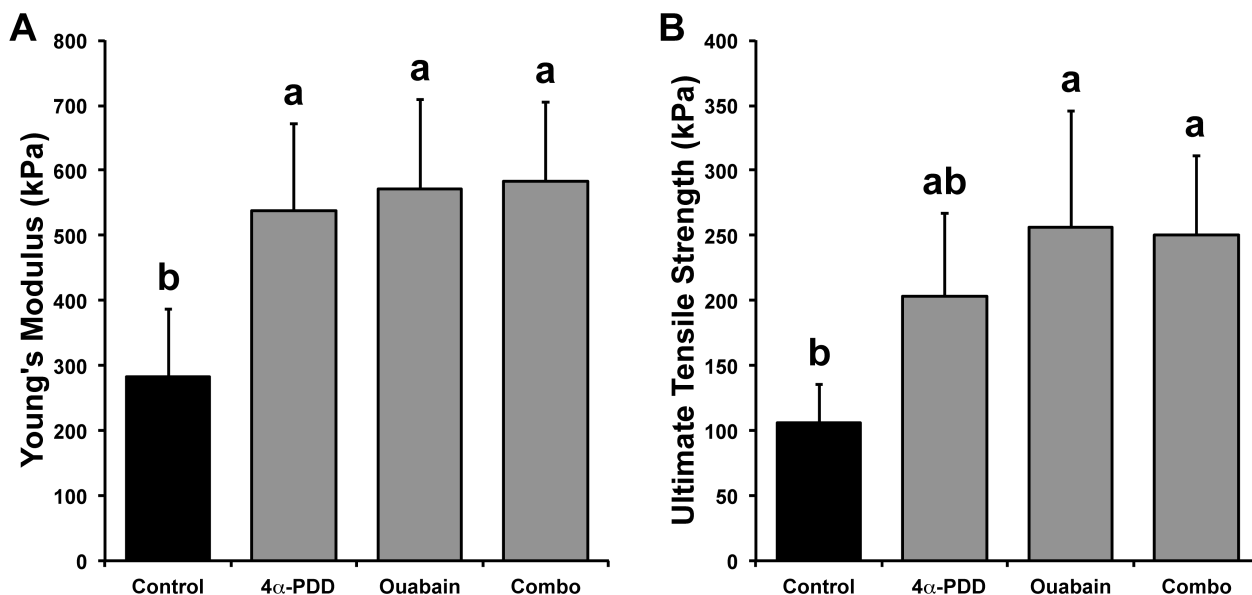 A
Young's Modulus (kPa)
800
700
600
500
400
300
200
100
0
b
a
a
a
Control
4α-PDD
Ouabain
Combo
B
Ultimate Tensile Strength (kPa)
400
350
300
250
200
150
100
50
0
b
ab
a
a
Control
4α-PDD
Ouabain
Combo